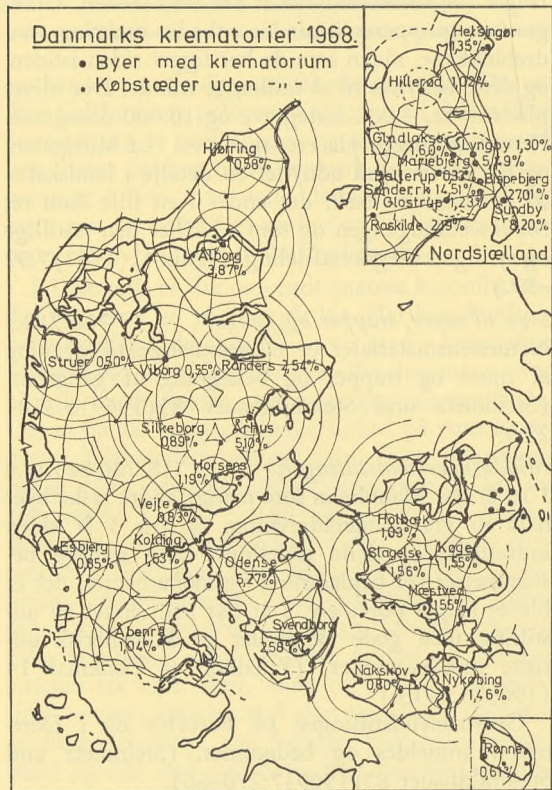 Danmarks krematorier 1968.
• Byer med krematorium
• Købstæder uden "
Hjørring
0,58%
Ålborg
3,87%
Struer 0,50%
Viborg 0,55%
Randers 2,54%
Silkeborg
0,89%
Århus
5,10%
Horsens
1,19%
Vejle
0,83%
Esbjerg
0,85%
Kolding
1,63%
Odense
5,27%
Åbenrå
1,04%
Svendborg
2,58%
Helsingør
1,35%
Hillerød 1,02%
Gladsakse
1,60%
Lyngby 1,30%
Mariebjerg 5,49%
Ballerup 0,32%
Bispebjerg
27,01%
Sønderrk 14,51%
Glostrup 1,23%
Sundby
8,20%
Roskilde 2,19%
Nordsjælland
Holbæk
1,03%
Slagelse
1,56%
Køge
1,55%
Næstved
1,55%
Nakskov
0,80%
Nykøbing
1,46%
Rønne
0,61%